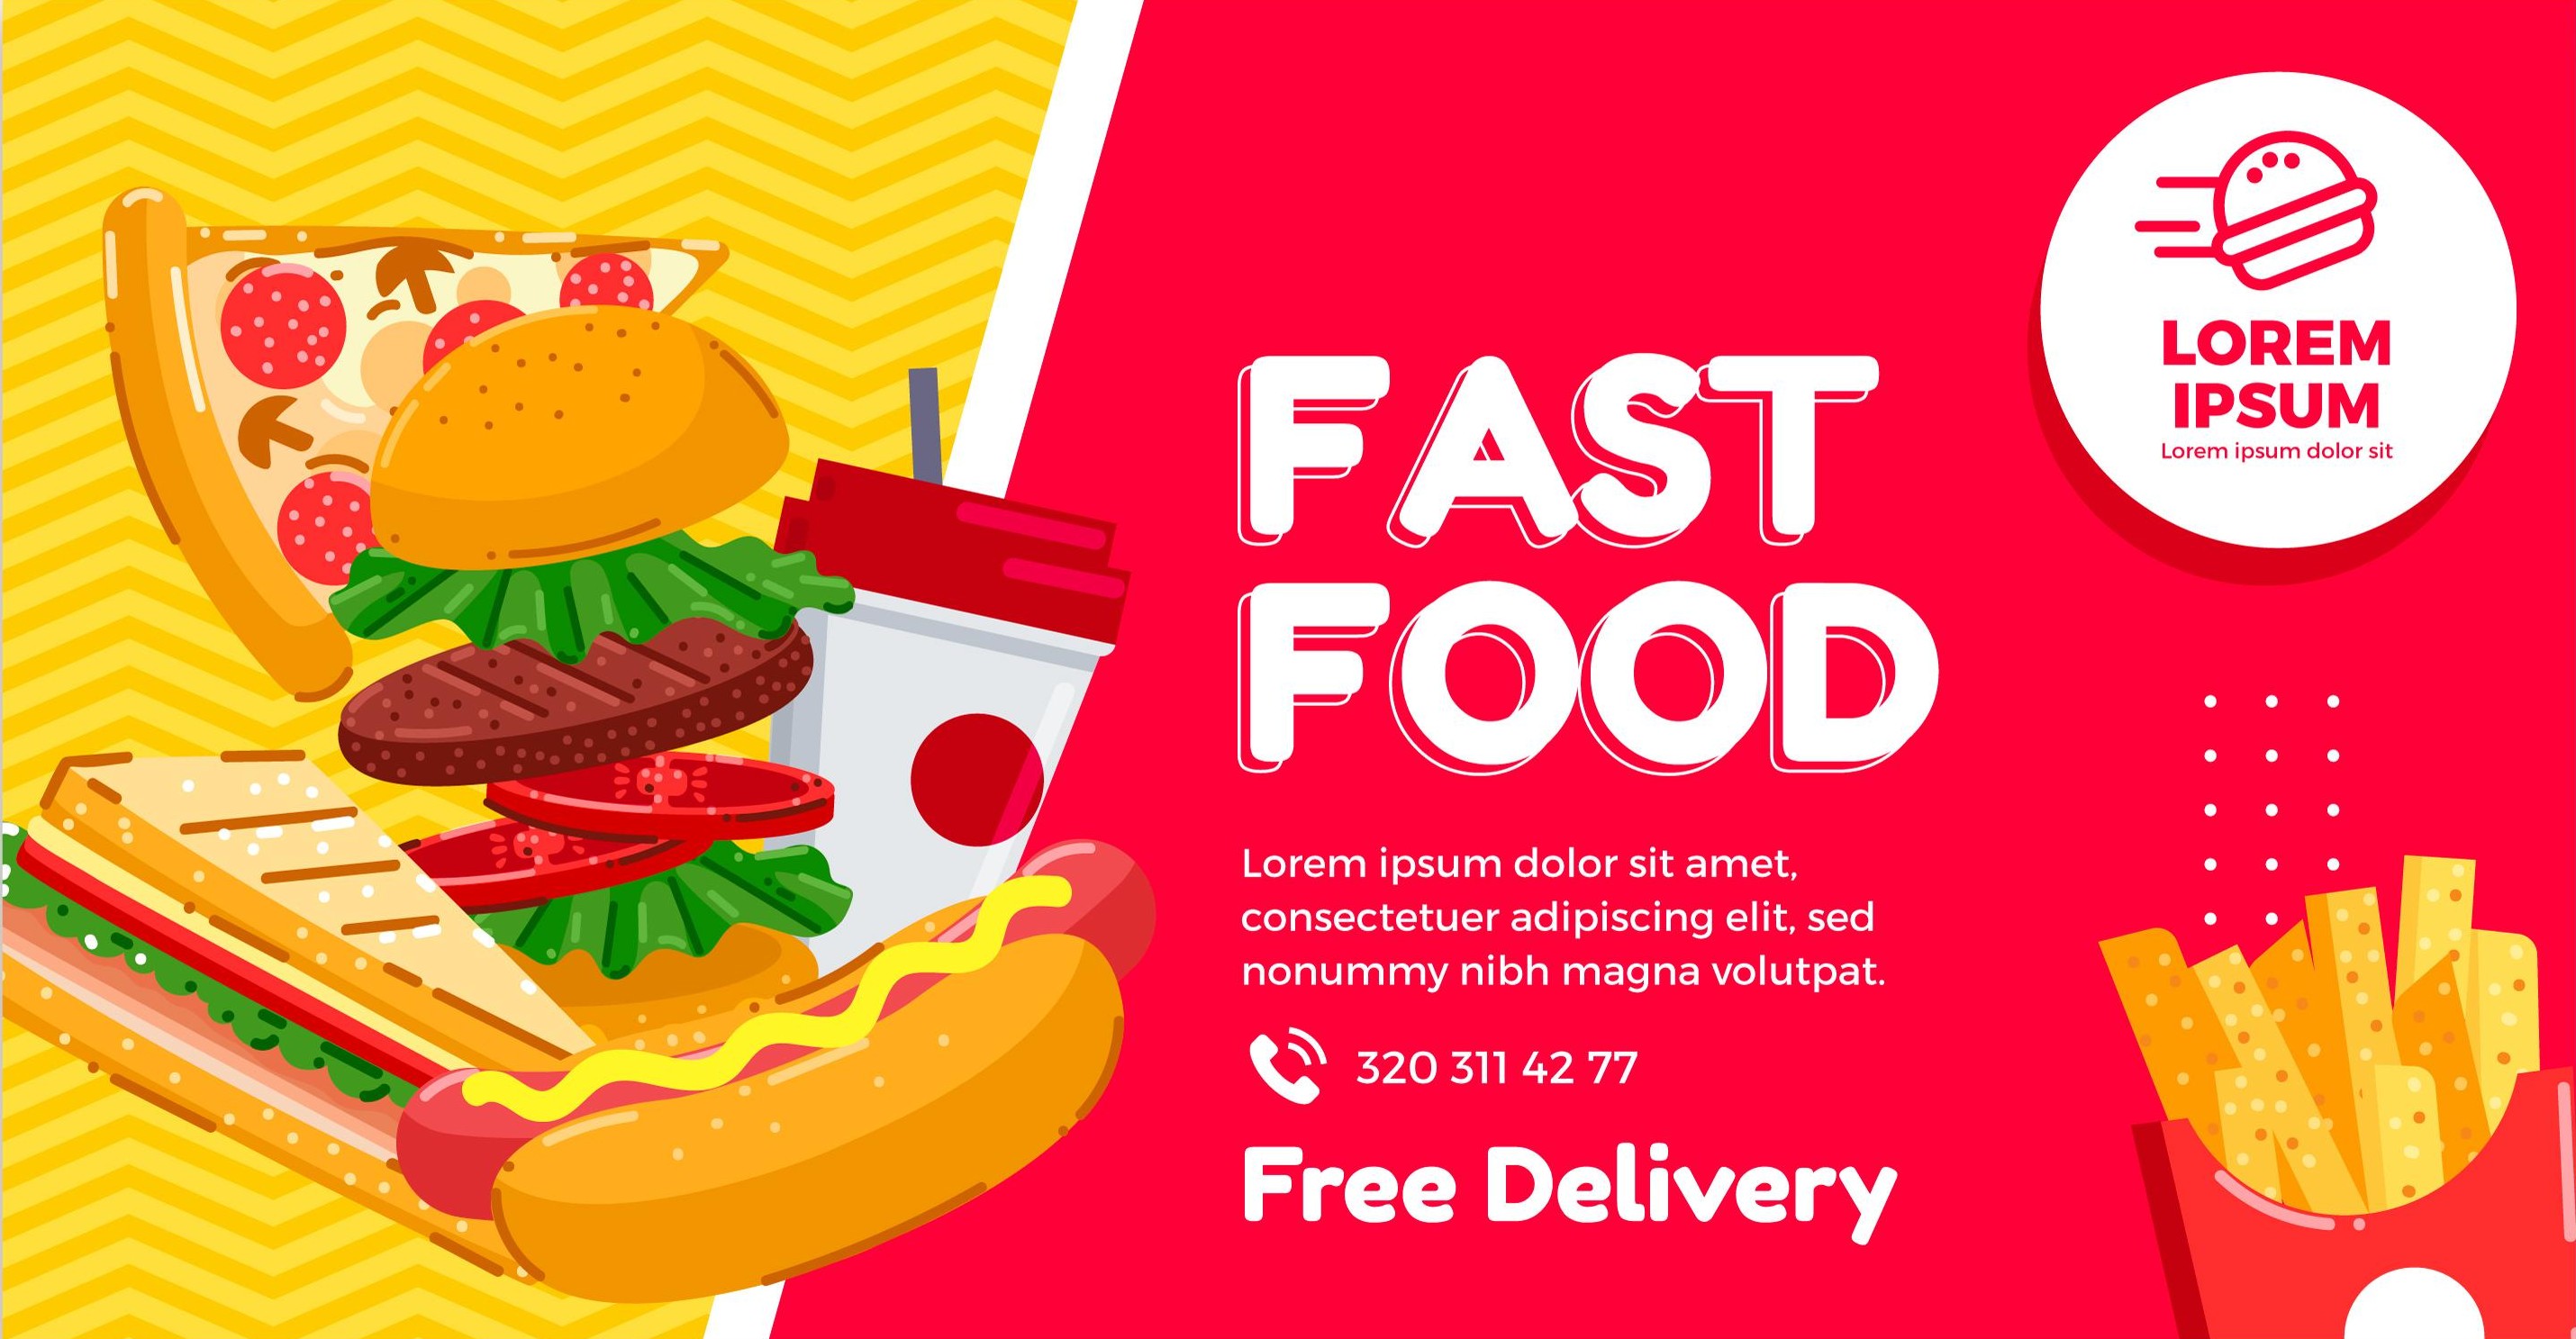 LOREM
IPSUM
Lorem ipsum dolor sit
FAST
FOOD
Lorem ipsum dolor sit amet,
consectetuer adipiscing elit, sed
nonummy nibh magna volutpat.
320 311 42 77
Free Delivery